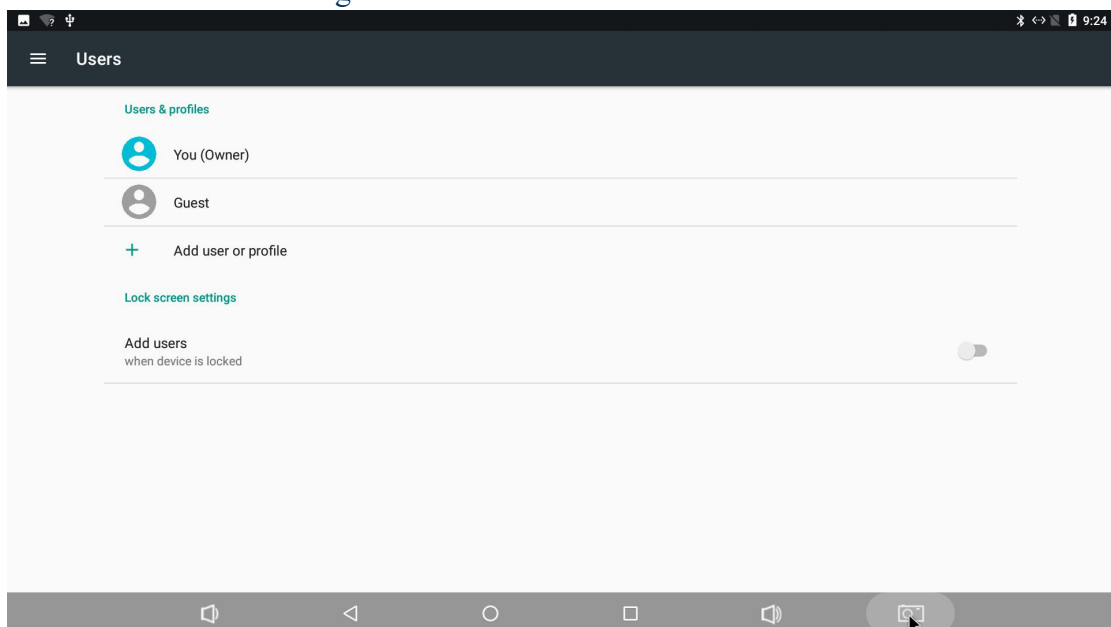 9:24
Users
Users & profiles
You (Owner)
Guest
Add user or profile
Lock screen settings
Add users
when device is locked